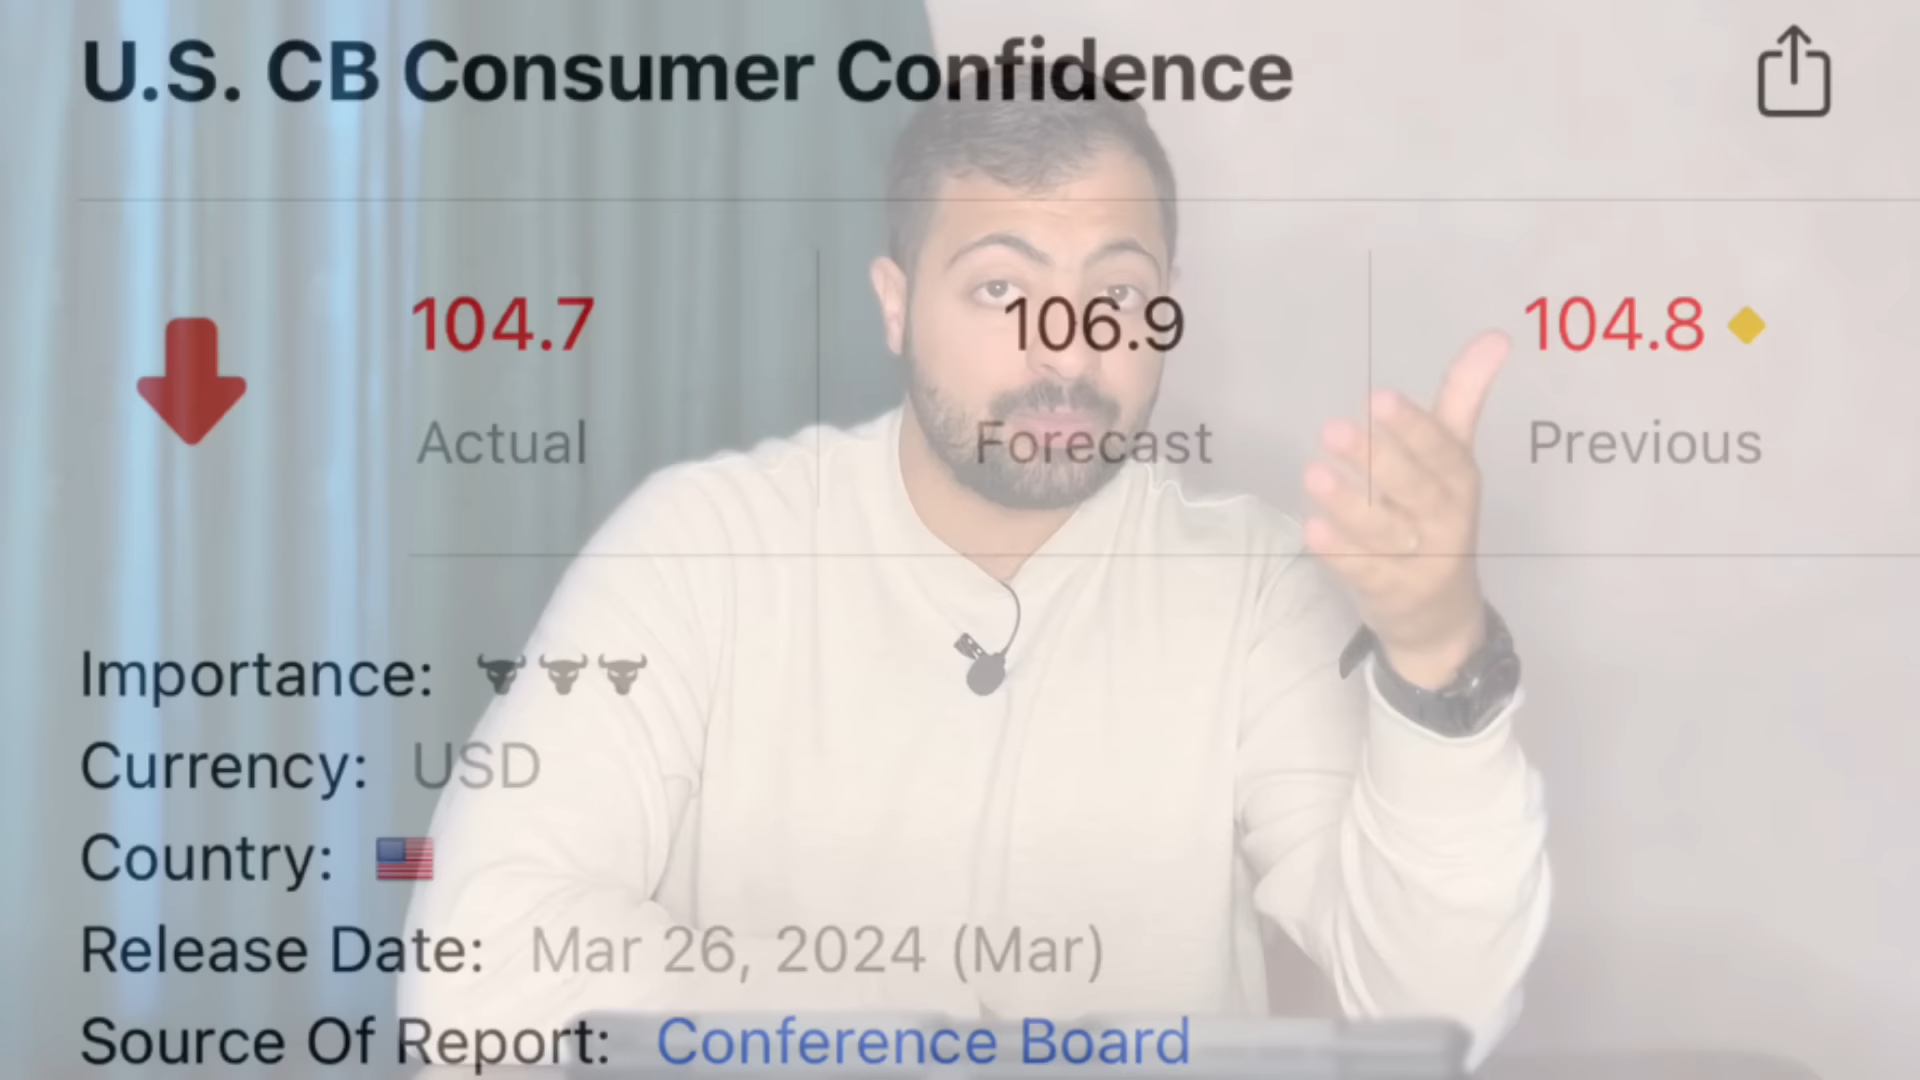 U.S. CB Consumer Confidence
104.7 106.9 104.8
Actual Forecast Previous
Importance:
Currency: USD
Country:
Release Date: Mar 26, 2024 (Mar)
Source Of Report: Conference Board